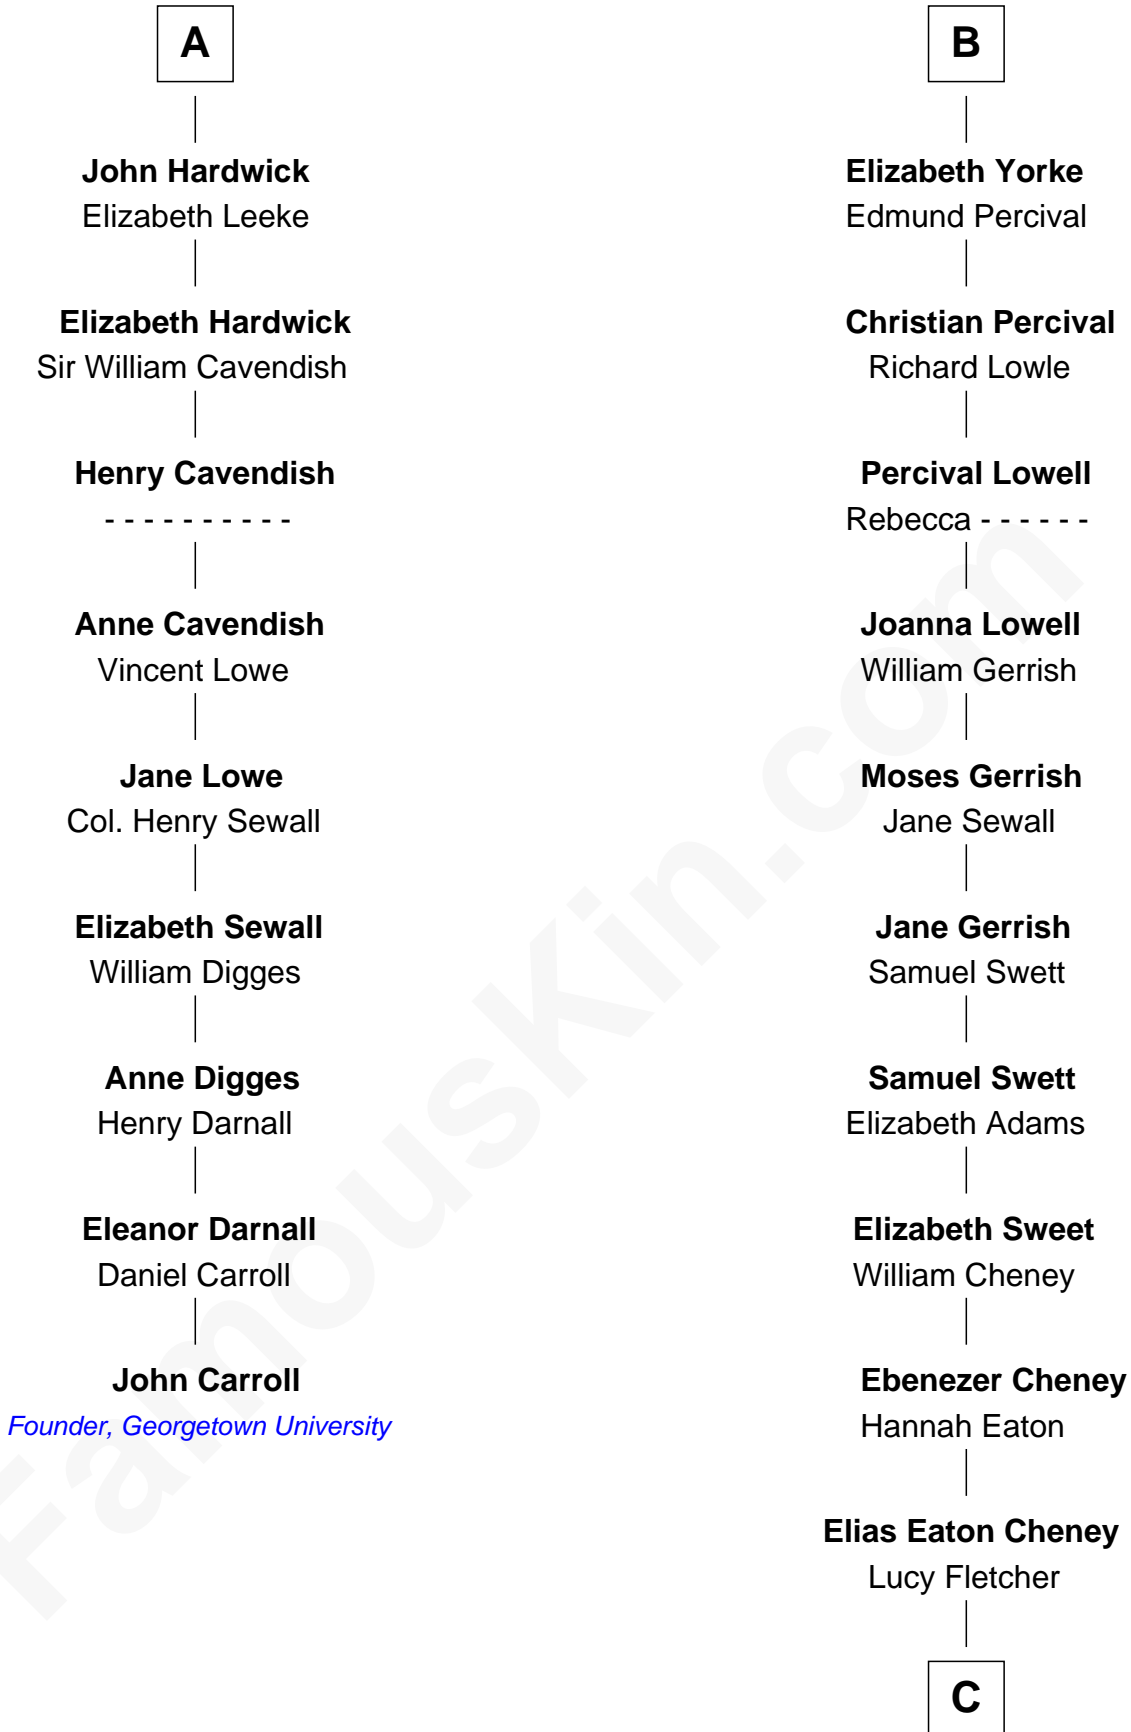 A
John Hardwick
Elizabeth Leeke
Elizabeth Hardwick
Sir William Cavendish
Henry Cavendish
- - - - - - - - - -
Anne Cavendish
Vincent Lowe
Jane Lowe
Col. Henry Sewall
Elizabeth Sewall
William Digges
Anne Digges
Henry Darnall
Eleanor Darnall
Daniel Carroll
John Carroll
Founder, Georgetown University
B
Elizabeth Yorke
Edmund Percival
Christian Percival
Richard Lowle
Percival Lowell
Rebecca - - - - - -
Joanna Lowell
William Gerrish
Moses Gerrish
Jane Sewall
Jane Gerrish
Samuel Swett
Samuel Swett
Elizabeth Adams
Elizabeth Sweet
William Cheney
Ebenezer Cheney
Hannah Eaton
Elias Eaton Cheney
Lucy Fletcher
C
FamousKin.com